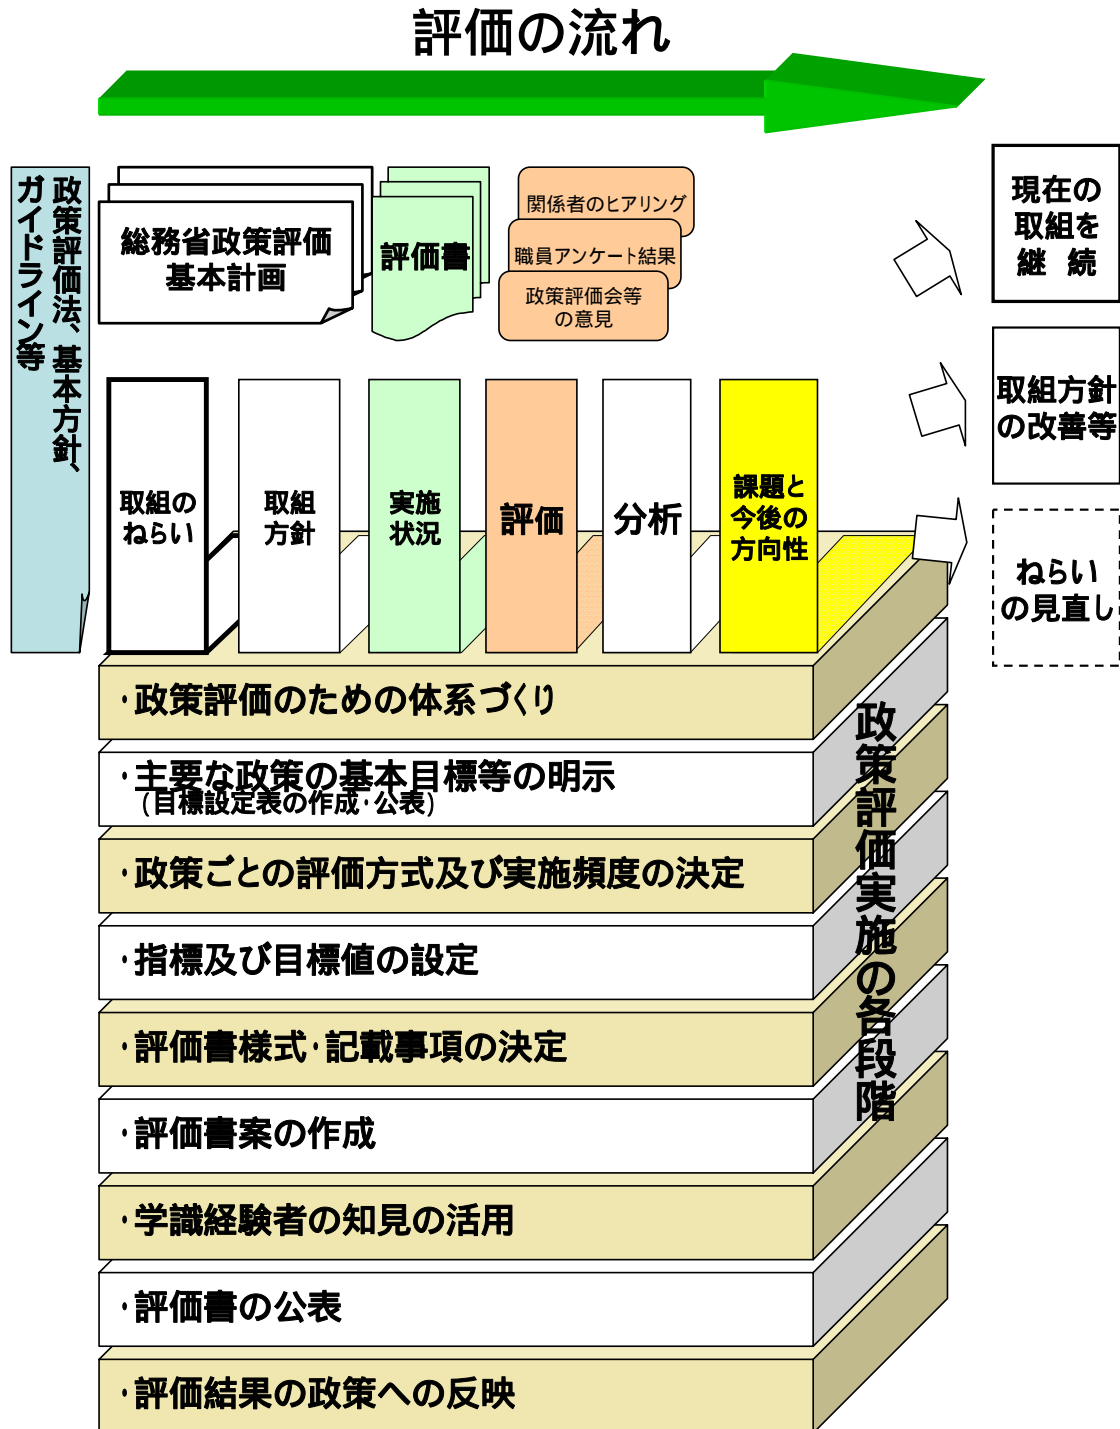 評価の流れ
政策評価法、基本方針、
ガイドライン等
総務省政策評価
基本計画
評価書
関係者のヒアリング
職員アンケート結果
政策評価会等
の意見
現在の
取組を
継 続
取組方針
の改善等
ねらい
の見直し
取組の
ねらい
取組
方針
実施
状況
評価
分析
課題と
今後の
方向性
・政策評価のための体系づくり
・主要な政策の基本目標等の明示
(目標設定表の作成・公表)
・政策ごとの評価方式及び実施頻度の決定
・指標及び目標値の設定
・評価書様式・記載事項の決定
・評価書案の作成
・学識経験者の知見の活用
・評価書の公表
・評価結果の政策への反映
政策評価実施の各段階